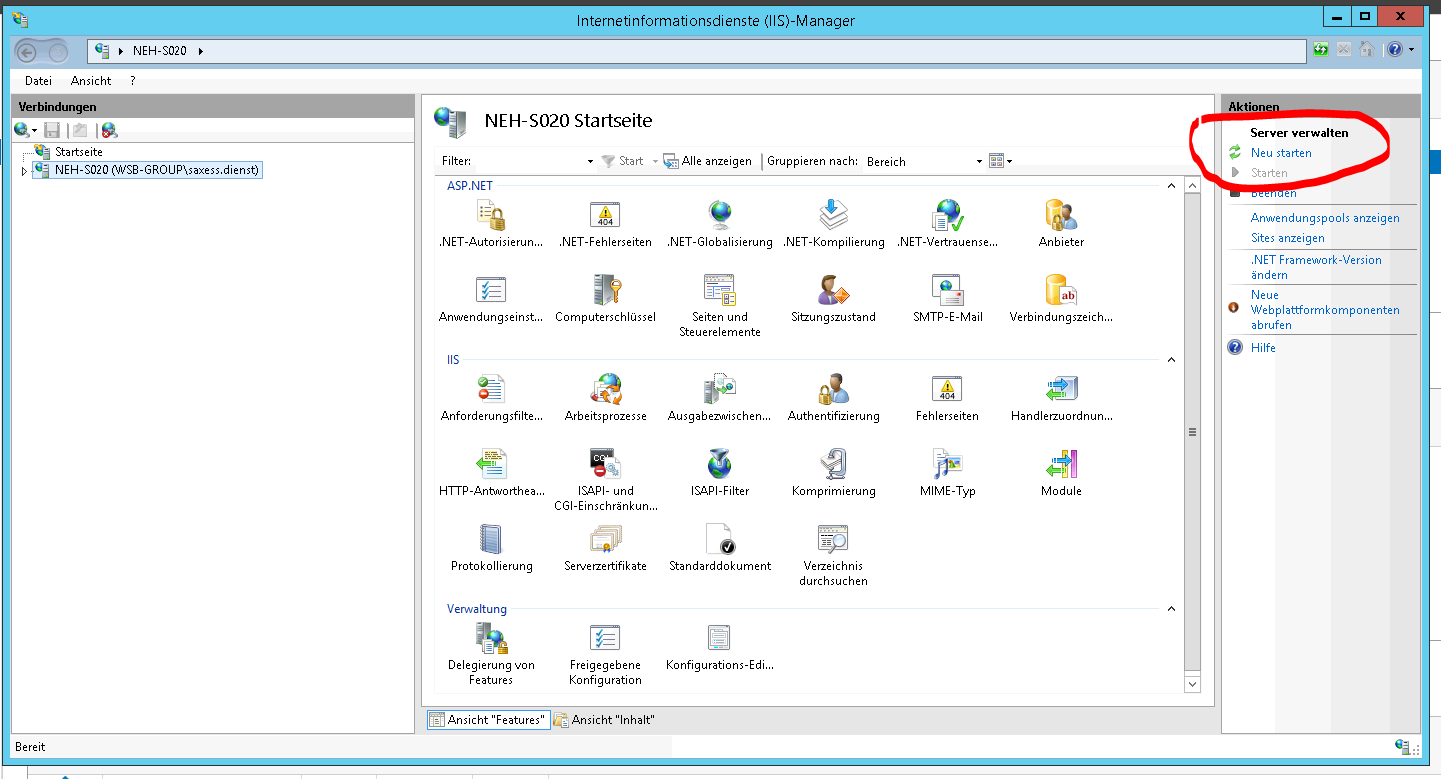 Internetinformationsdienste (IIS)-Manager
NEH-S020
Datei Ansicht ?
Verbindungen
Startseite
NEH-S020 (WSB-GROUP\saxess.dienst)
NEH-S020 Startseite
Filter: Start Alle anzeigen Gruppieren nach: Bereich
ASP.NET
.NET-Autorisierun... .NET-Fehlerseiten .NET-Globalisierung .NET-Kompilierung .NET-Vertrauense... Anbieter
Anwendungseinst... Computerschlüssel Seiten und Sitzungszustand SMTP-E-Mail Verbindungszeich...
Steuerelemente
IIS
Anforderungsfilte... Arbeitsprozesse Ausgabezwischen... Authentifizierung Fehlerseiten Handlerzuordnun...
HTTP-Antworthea... ISAPI- und ISAPI-Filter Komprimierung MIME-Typ Module
CGI-Einschränkun...
Protokollierung Serverzertifikate Standarddokument Verzeichnis
durchsuchen
Verwaltung
Delegierung von Freigegebene Konfigurations-Edi...
Features Konfiguration
Ansicht "Features" Ansicht "Inhalt"
Aktionen
Server verwalten
Neu starten
Starten
Beenden
Anwendungspools anzeigen
Sites anzeigen
.NET Framework-Version
ändern
Neue
Webplattformkomponenten
abrufen
Hilfe
Bereit